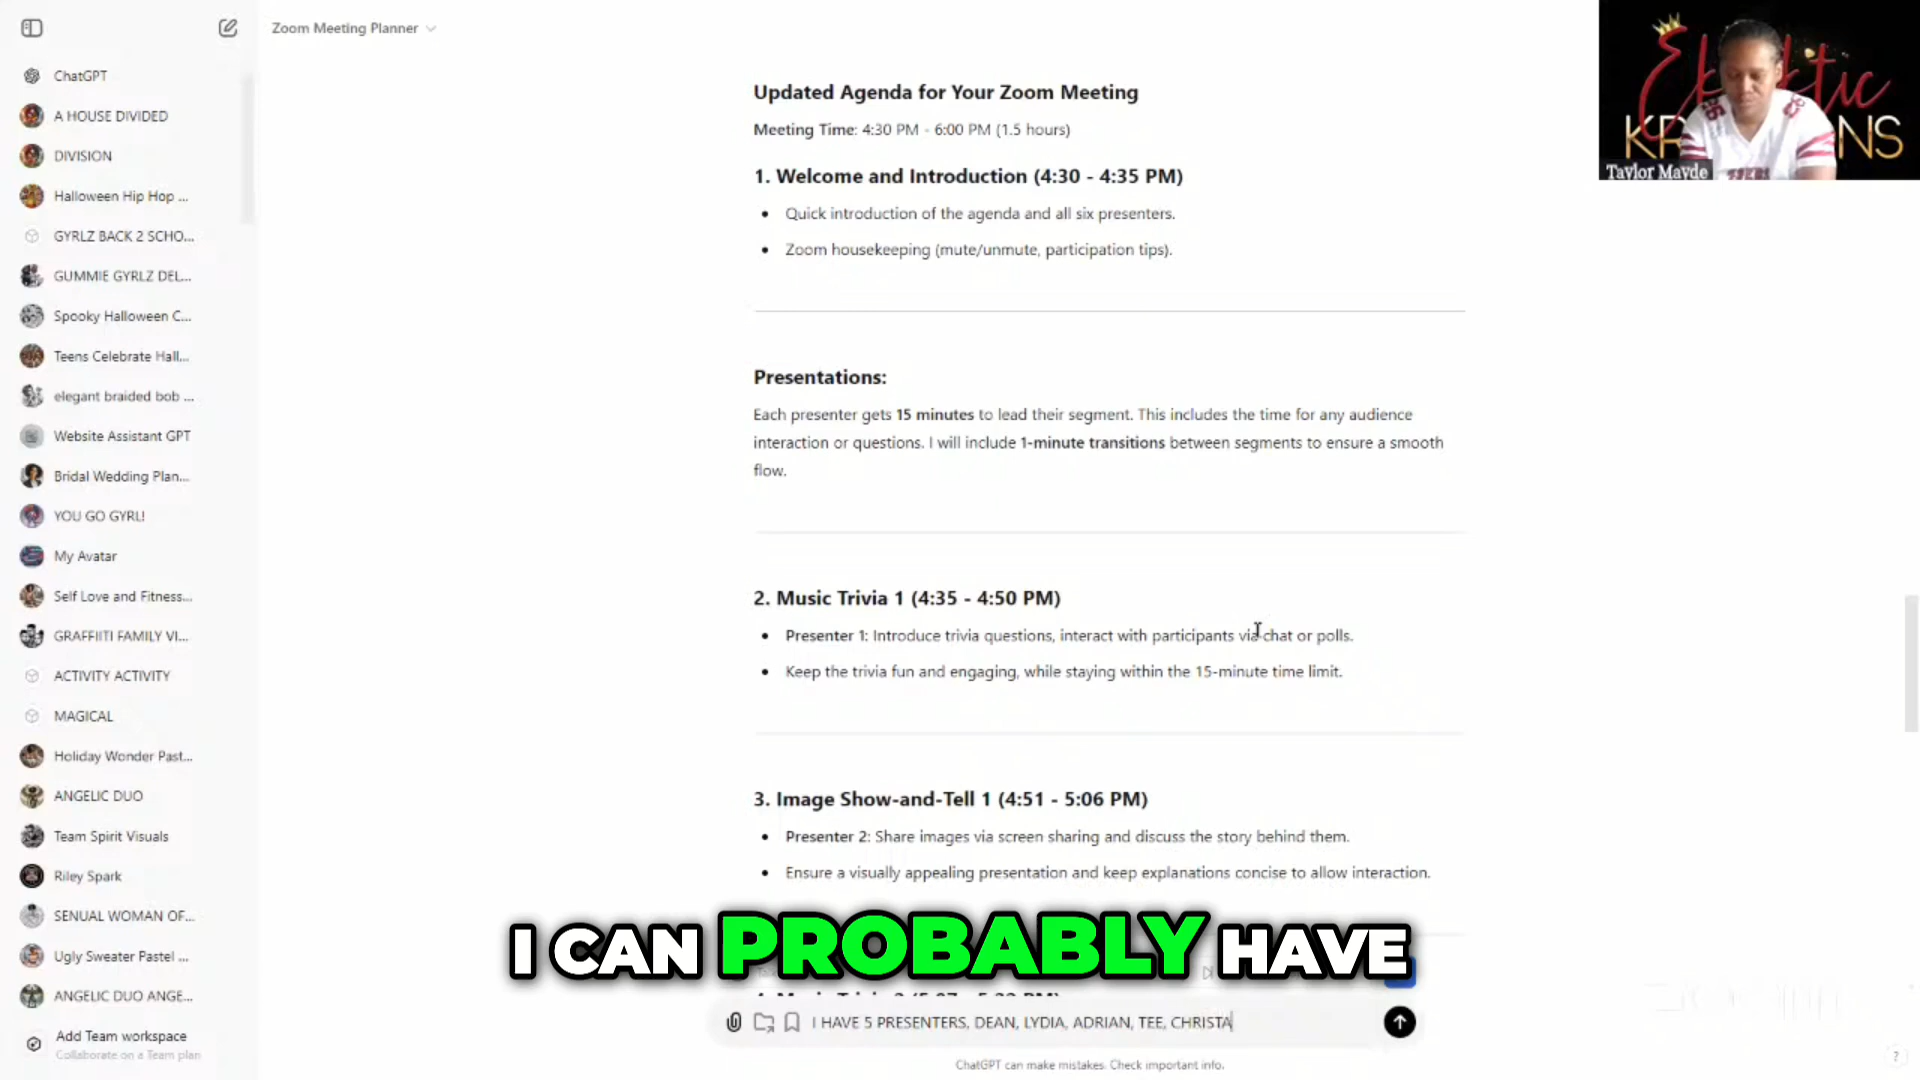 Zoom Meeting Planner
ChatGPT
A HOUSE DIVIDED
DIVISION
Halloween Hip Hop ...
GYRLZ BACK 2 SCHO...
GUMMIE GYRLZ DEL...
Spooky Halloween C...
Teens Celebrate Hall...
elegant braided bob ...
Website Assistant GPT
Bridal Wedding Plan...
YOU GO GYRL!
My Avatar
Self Love and Fitness...
GRAFFIITI FAMILY VI...
ACTIVITY ACTIVITY
MAGICAL
Holiday Wonder Past...
ANGELIC DUO
Team Spirit Visuals
Riley Spark
SENUAL WOMAN OF...
Ugly Sweater Pastel ...
ANGELIC DUO ANGE...
Add Team workspace
Collaborate on a Team plan
Updated Agenda for Your Zoom Meeting
Meeting Time: 4:30 PM - 6:00 PM (1.5 hours)
1. Welcome and Introduction (4:30 - 4:35 PM)
Quick introduction of the agenda and all six presenters.
Zoom housekeeping (mute/unmute, participation tips).
Presentations:
Each presenter gets 15 minutes to lead their segment. This includes the time for any audience
interaction or questions. I will include 1-minute transitions between segments to ensure a smooth
flow.
2. Music Trivia 1 (4:35 - 4:50 PM)
Presenter 1: Introduce trivia questions, interact with participants via chat or polls.
Keep the trivia fun and engaging, while staying within the 15-minute time limit.
3. Image Show-and-Tell 1 (4:51 - 5:06 PM)
Presenter 2: Share images via screen sharing and discuss the story behind them.
Ensure a visually appealing presentation and keep explanations concise to allow interaction.
I CAN PROBABLY HAVE
I HAVE 5 PRESENTERS, DEAN, LYDIA, ADRIAN, TEE, CHRISTA
ChatGPT can make mistakes. Check important info.
?
Taylor Mayde